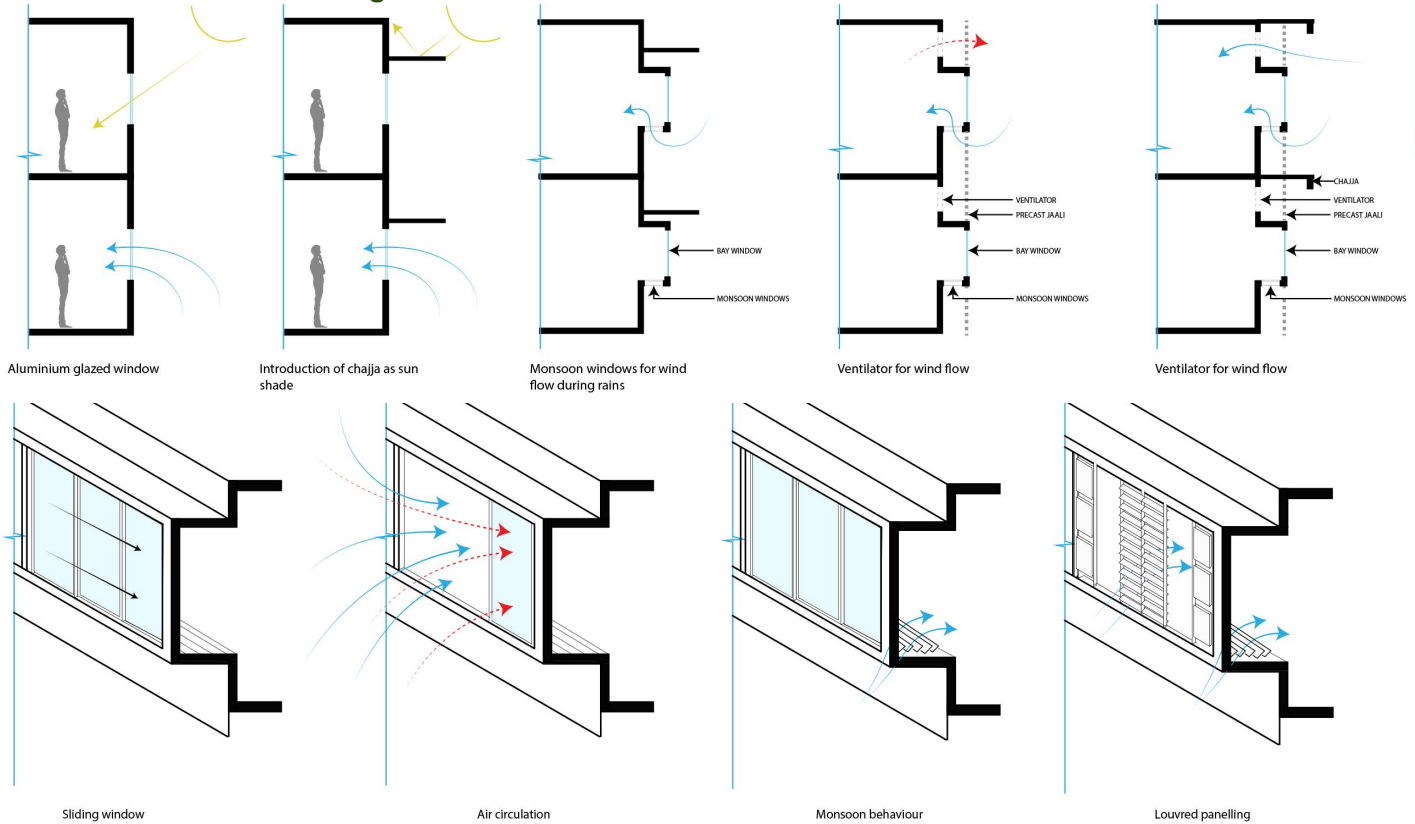 BAY WINDOW
MONSOON WINDOWS
VENTILATOR
PRECAST JAALI
BAY WINDOW
MONSOON WINDOWS
CHAJJA
VENTILATOR
PRECAST JAALI
BAY WINDOW
MONSOON WINDOWS
Aluminium glazed window
Introduction of chajja as sun
shade
Monsoon windows for wind
flow during rains
Ventilator for wind flow
Ventilator for wind flow
Sliding window
Air circulation
Monsoon behaviour
Louvred panelling